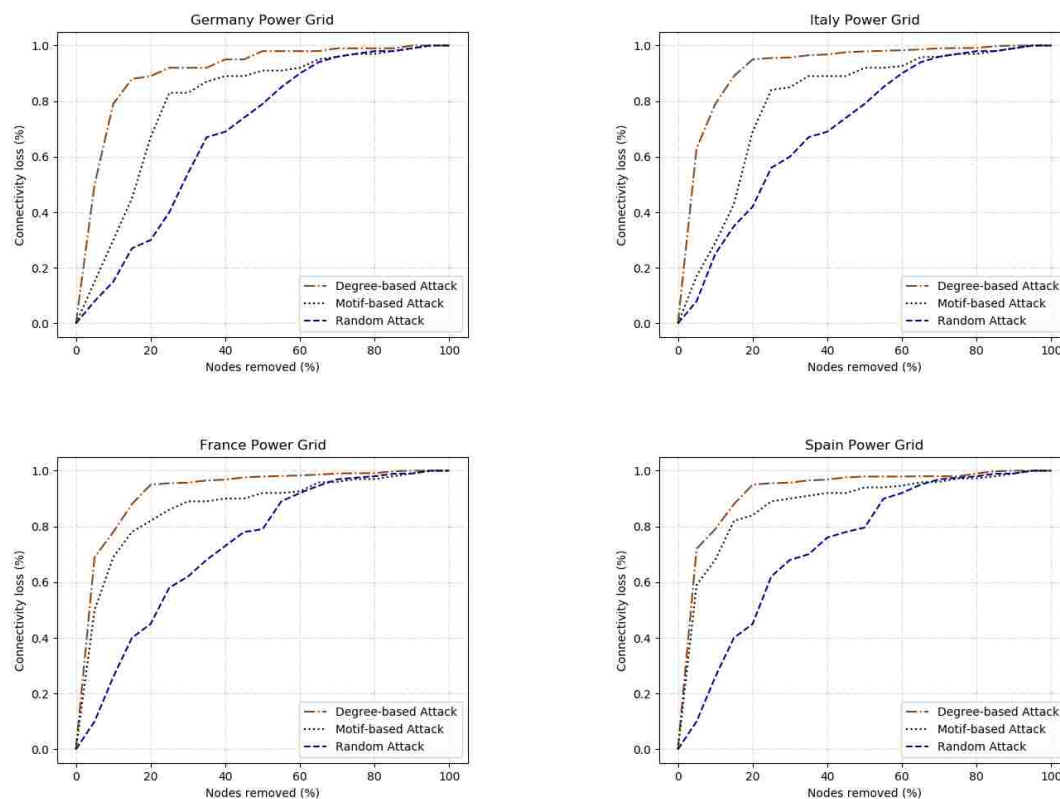 Germany Power Grid
1.0
0.8
0.6
0.4
0.2
0.0
Connectivity loss (%)
Degree-based Attack
Motif-based Attack
Random Attack
0 20 40 60 80 100
Nodes removed (%)
Italy Power Grid
1.0
0.8
0.6
0.4
0.2
0.0
Connectivity loss (%)
Degree-based Attack
Motif-based Attack
Random Attack
0 20 40 60 80 100
Nodes removed (%)
France Power Grid
1.0
0.8
0.6
0.4
0.2
0.0
Connectivity loss (%)
Degree-based Attack
Motif-based Attack
Random Attack
0 20 40 60 80 100
Nodes removed (%)
Spain Power Grid
1.0
0.8
0.6
0.4
0.2
0.0
Connectivity loss (%)
Degree-based Attack
Motif-based Attack
Random Attack
0 20 40 60 80 100
Nodes removed (%)